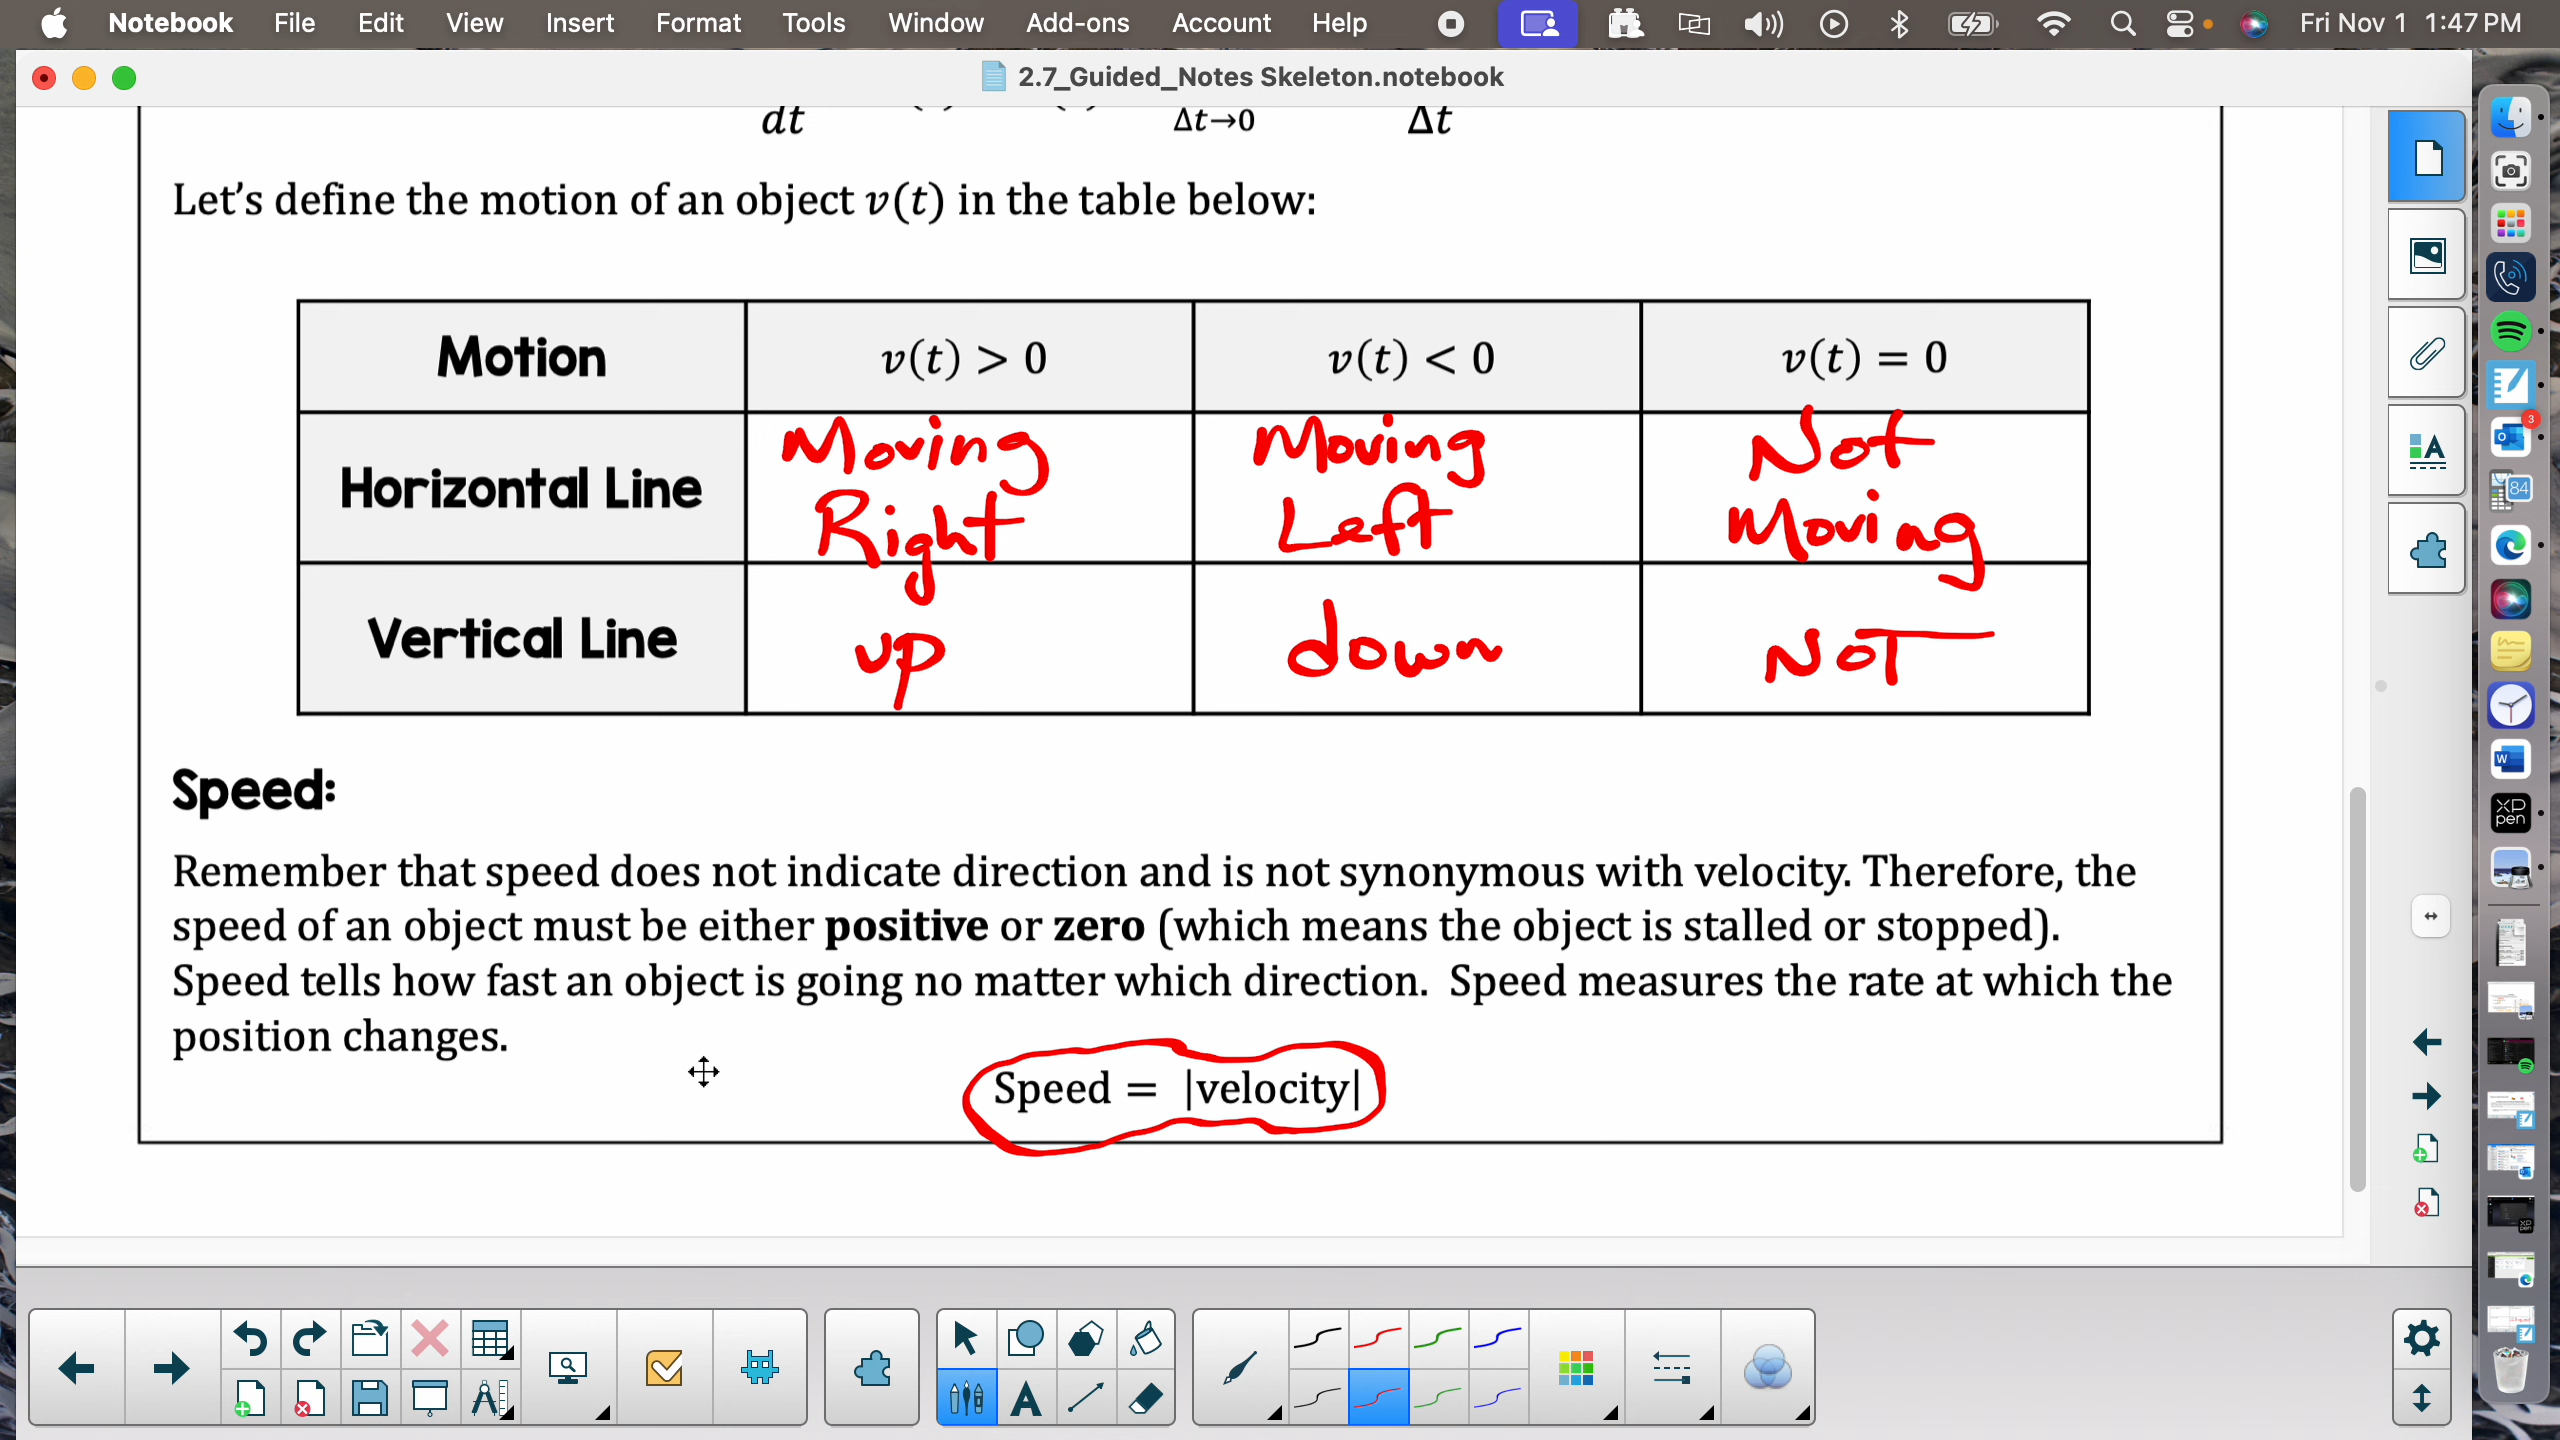 Notebook File Edit View Insert Format Tools Window Add-ons Account Help Fri Nov 1 1:47 PM
2.7_Guided_Notes Skeleton.notebook
dt Δt→0 Δt
Let's define the motion of an object v(t) in the table below:
Motion v(t) > 0 v(t) < 0 v(t) = 0
Horizontal Line Moving Right Moving Left Not Moving
Vertical Line up down NOT
Speed:
Remember that speed does not indicate direction and is not synonymous with velocity. Therefore, the
speed of an object must be either positive or zero (which means the object is stalled or stopped).
Speed tells how fast an object is going no matter which direction. Speed measures the rate at which the
position changes.
Speed = |velocity|
A
3
84
W
XP
pen
A